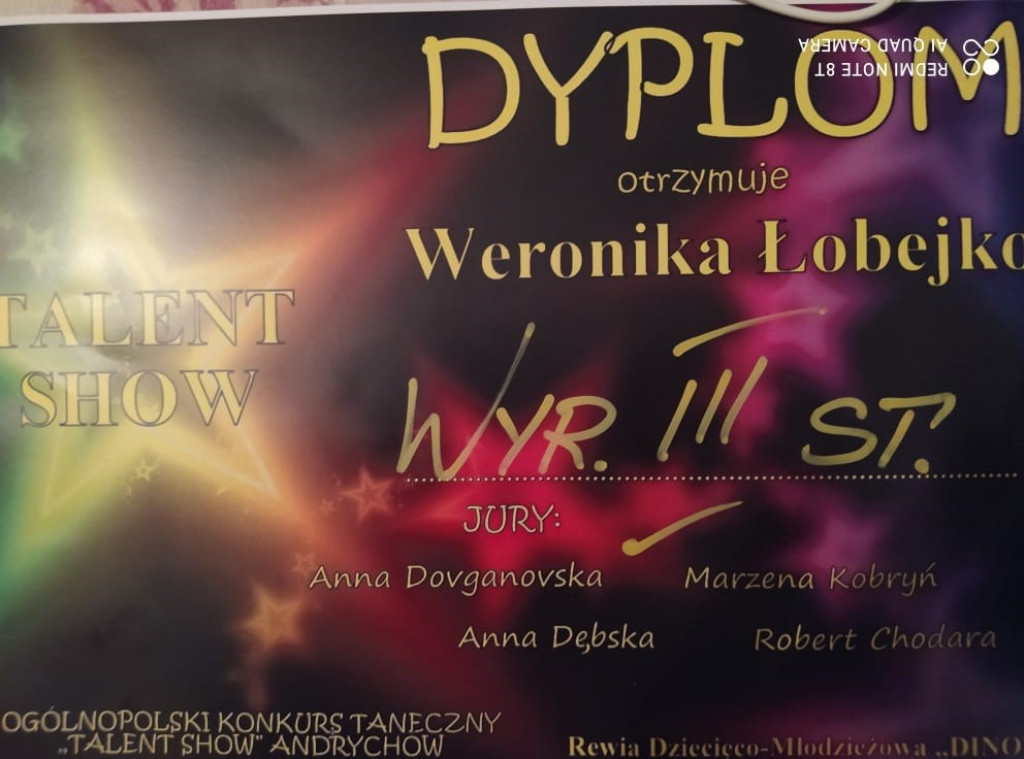 DYPLOM
REDMI NOTE 8T
AI QUAD CAMERA
otrzymuje
Weronika Łobejko
TALENT
SHOW
WYR. III ST.
JURY:
Anna Dovganovska Marzena Kobryń
Anna Dębska Robert Chodara
OGÓLNOPOLSKI KONKURS TANECZNY
„TALENT SHOW" ANDRYCHÓW
Rewia Dziecięco-Młodzieżowa „DINO